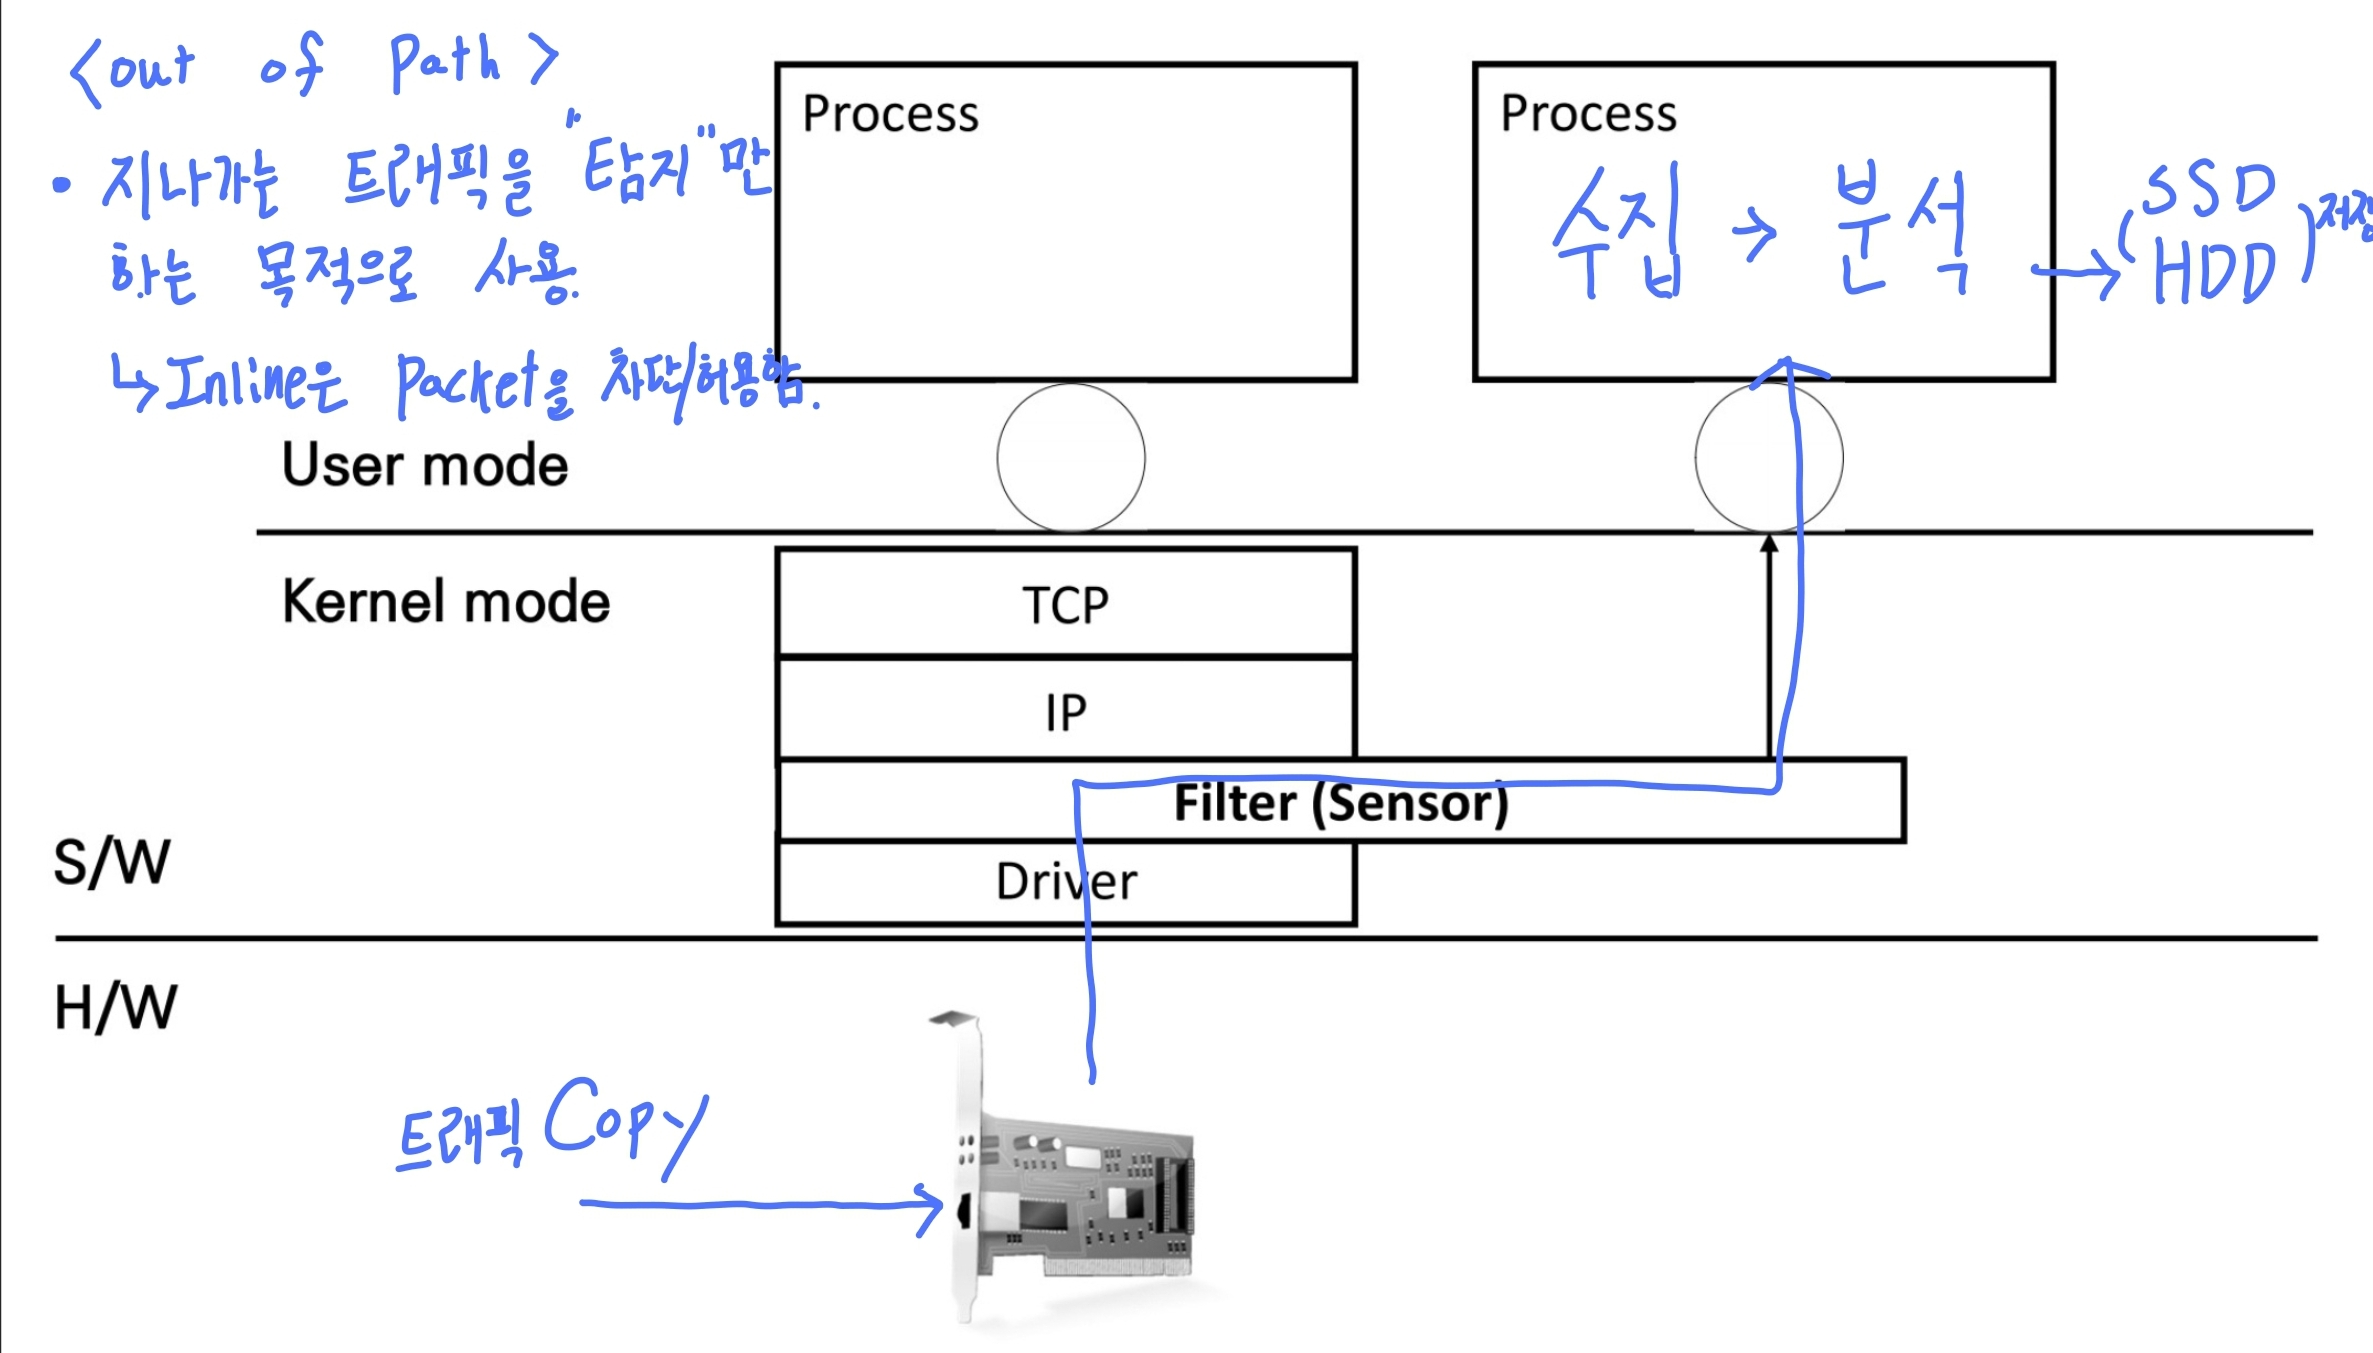 <out of Path>
• 지나가는 트래픽을 "탐지"만
하는 목적으로 사용.
↳ Inline은 Packet을 차단/허용함.
Process
Process
수집 → 분석
→ (SSD HDD) 저장
User mode
Kernel mode
TCP
IP
Filter (Sensor)
Driver
S/W
H/W
트래픽 Copy